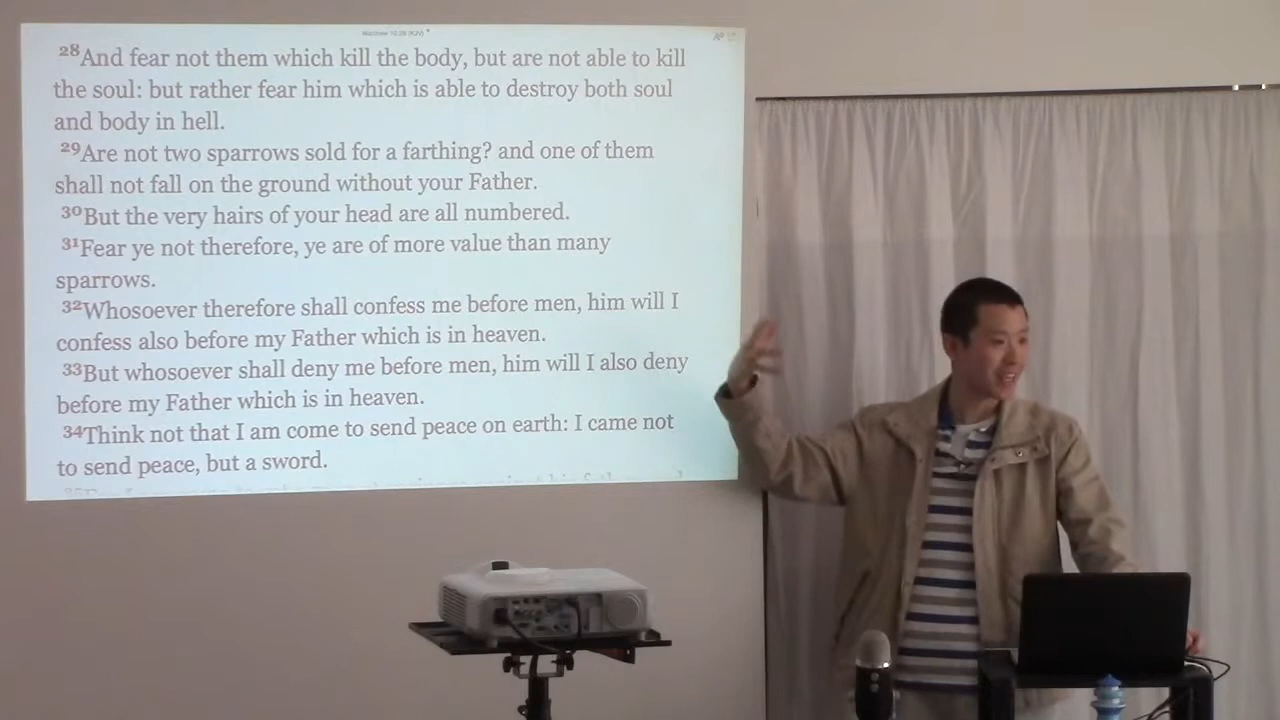 Matthew 10:28 (KJV)
28And fear not them which kill the body, but are not able to kill
the soul: but rather fear him which is able to destroy both soul
and body in hell.
29Are not two sparrows sold for a farthing? and one of them
shall not fall on the ground without your Father.
30But the very hairs of your head are all numbered.
31Fear ye not therefore, ye are of more value than many
sparrows.
32Whosoever therefore shall confess me before men, him will I
confess also before my Father which is in heaven.
33But whosoever shall deny me before men, him will I also deny
before my Father which is in heaven.
34Think not that I am come to send peace on earth: I came not
to send peace, but a sword.